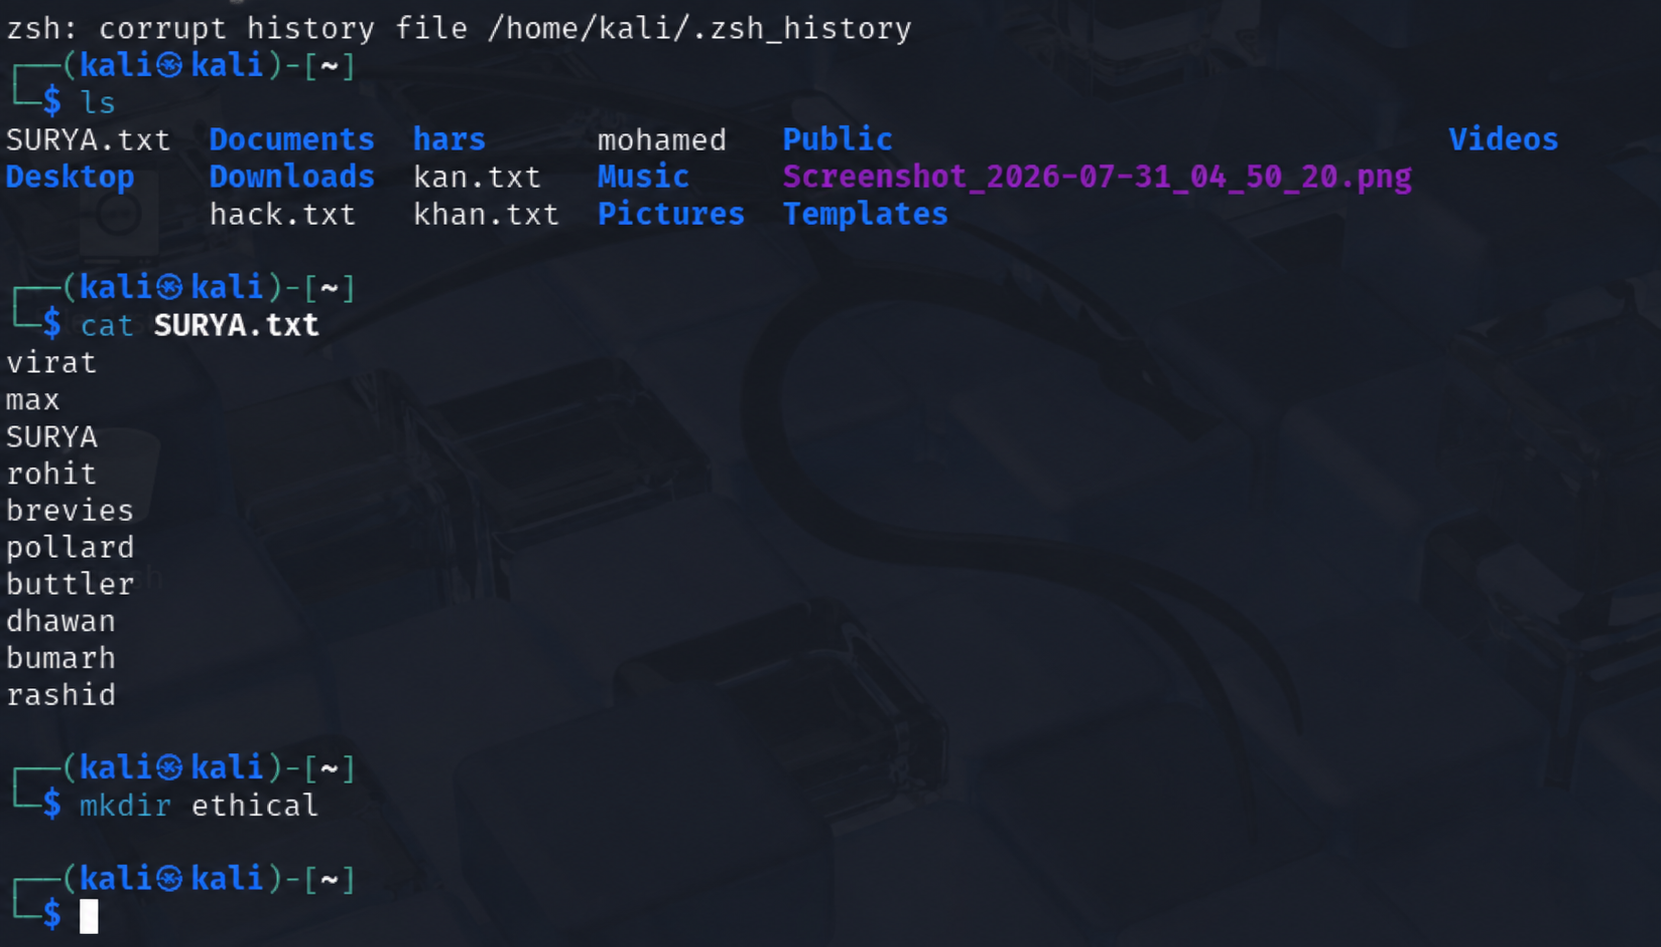 zsh: corrupt history file /home/kali/.zsh_history
┌──(kali㉿kali)-[~]
└─$ ls
SURYA.txt  Documents  hars      mohamed   Public                              Videos
Desktop    Downloads  kan.txt   Music     Screenshot_2026-07-31_04_50_20.png
           hack.txt   khan.txt  Pictures  Templates
┌──(kali㉿kali)-[~]
└─$ cat SURYA.txt
virat
max
SURYA
rohit
brevies
pollard
buttler
dhawan
bumarh
rashid
┌──(kali㉿kali)-[~]
└─$ mkdir ethical
┌──(kali㉿kali)-[~]
└─$